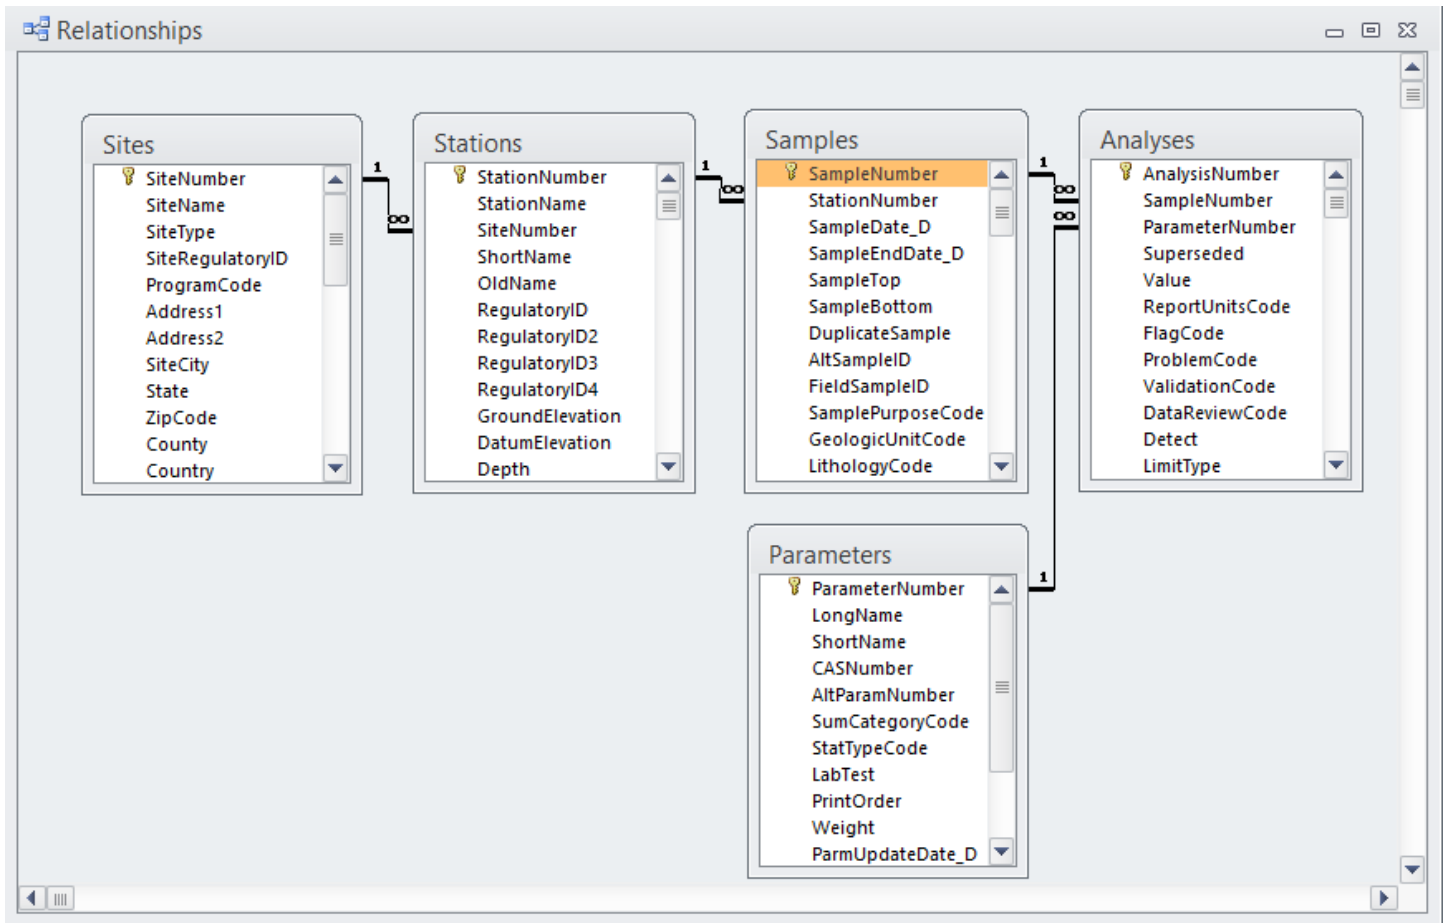 Relationships
Sites
SiteNumber
SiteName
SiteType
SiteRegulatoryID
ProgramCode
Address1
Address2
SiteCity
State
ZipCode
County
Country
1
∞
Stations
StationNumber
StationName
SiteNumber
ShortName
OldName
RegulatoryID
RegulatoryID2
RegulatoryID3
RegulatoryID4
GroundElevation
DatumElevation
Depth
1
∞
Samples
SampleNumber
StationNumber
SampleDate_D
SampleEndDate_D
SampleTop
SampleBottom
DuplicateSample
AltSampleID
FieldSampleID
SamplePurposeCode
GeologicUnitCode
LithologyCode
1
∞
∞
Analyses
AnalysisNumber
SampleNumber
ParameterNumber
Superseded
Value
ReportUnitsCode
FlagCode
ProblemCode
ValidationCode
DataReviewCode
Detect
LimitType
Parameters
ParameterNumber
LongName
ShortName
CASNumber
AltParamNumber
SumCategoryCode
StatTypeCode
LabTest
PrintOrder
Weight
ParmUpdateDate_D
1